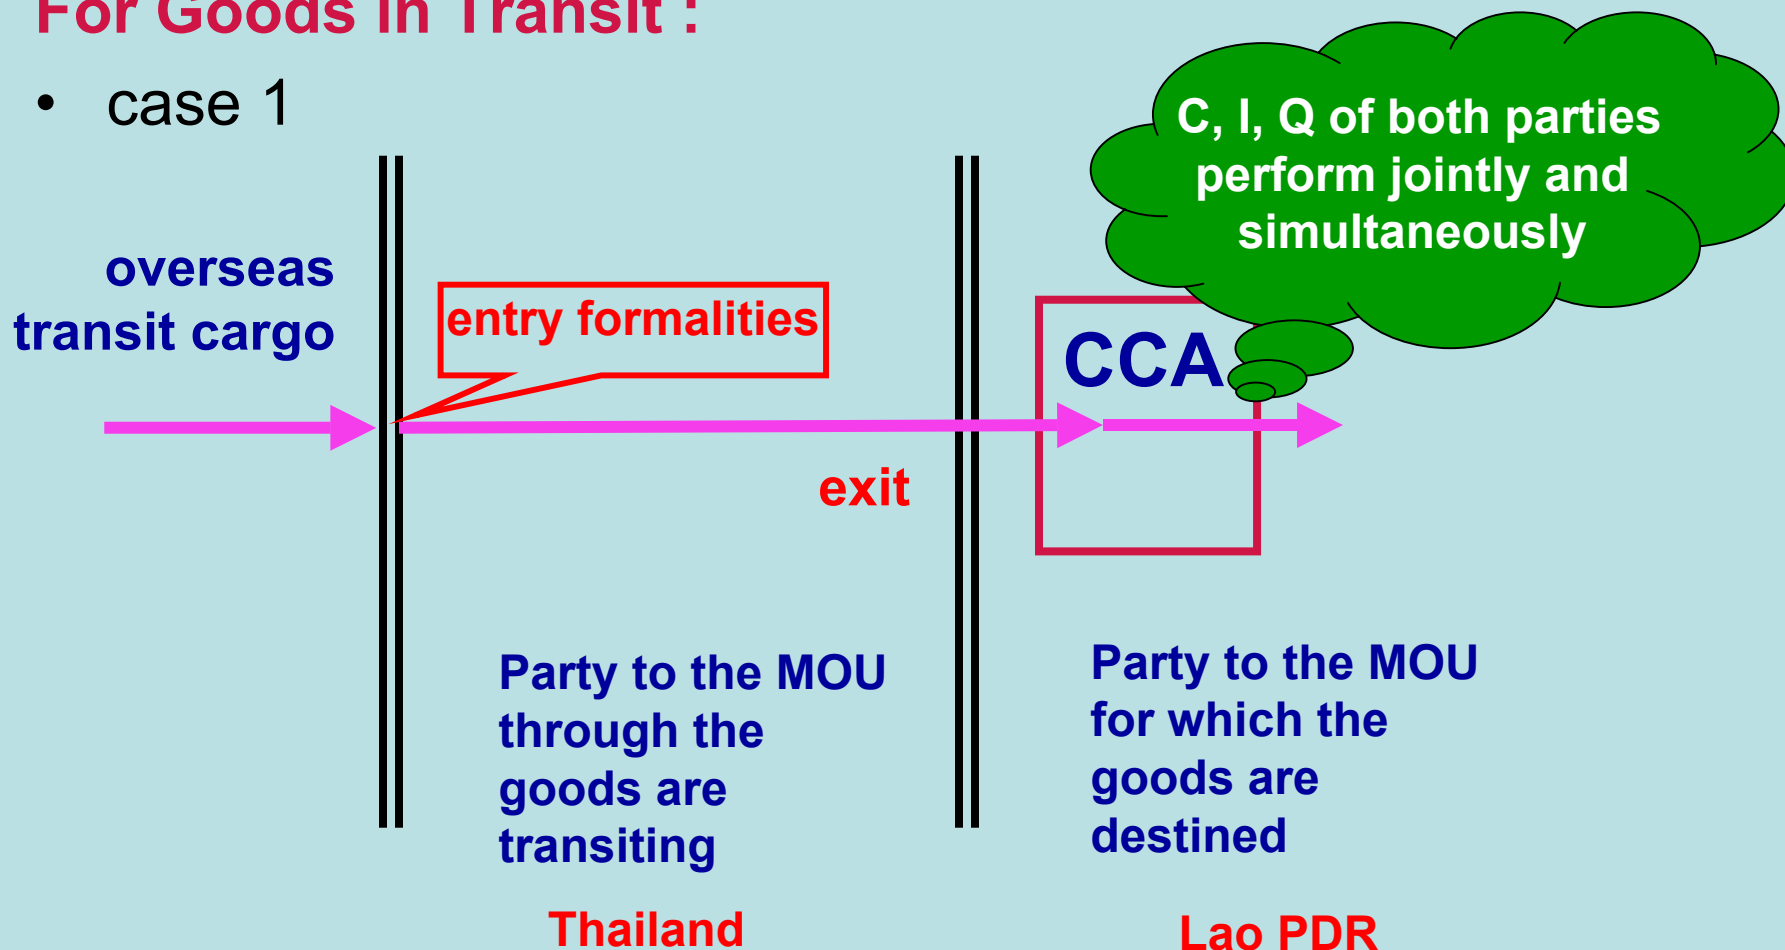 For Goods in Transit :
• case 1
C, I, Q of both parties
perform jointly and
simultaneously
overseas
transit cargo
entry formalities
CCA
exit
Party to the MOU
through the
goods are
transiting
Party to the MOU
for which the
goods are
destined
Thailand
Lao PDR